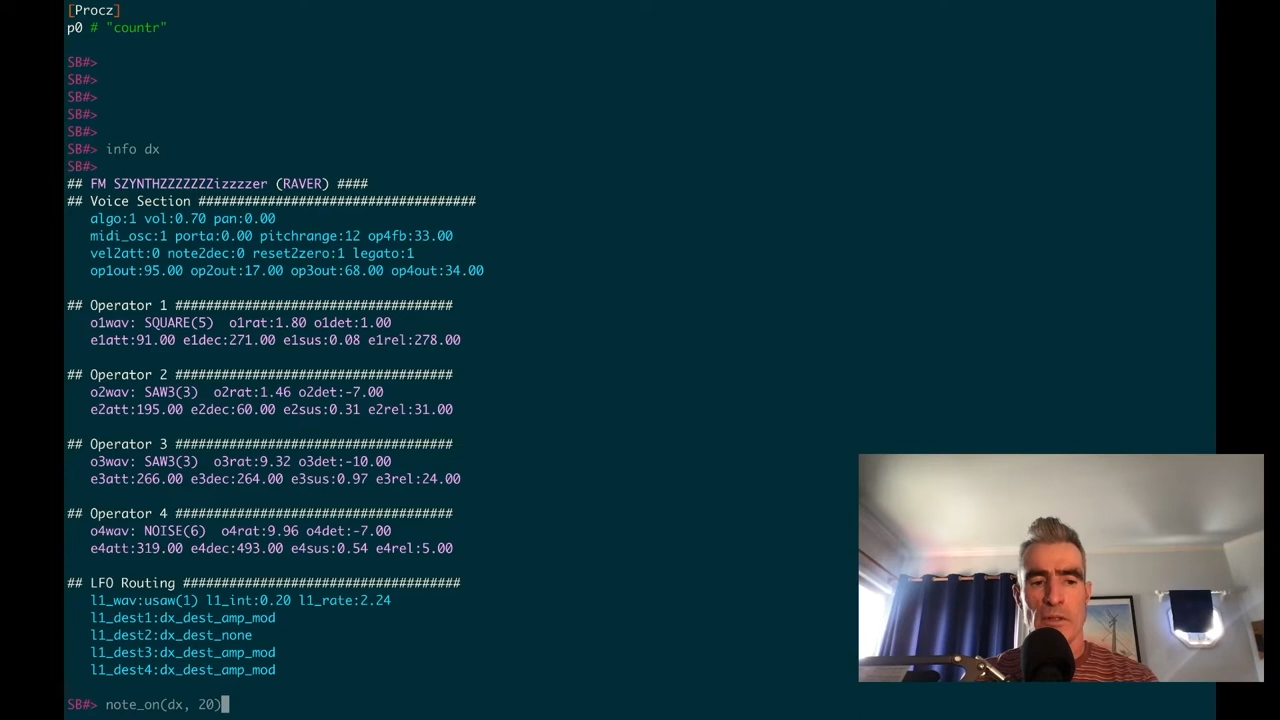 [Procz]
p0 # "countr"
SB#>
SB#>
SB#>
SB#>
SB#>
SB#> info dx
SB#>
## FM SZYNTHZZZZZZZizzzzer (RAVER) ####
## Voice Section ####################################
algo:1 vol:0.70 pan:0.00
midi_osc:1 porta:0.00 pitchrange:12 op4fb:33.00
vel2att:0 note2dec:0 reset2zero:1 legato:1
op1out:95.00 op2out:17.00 op3out:68.00 op4out:34.00
## Operator 1 ####################################
o1wav: SQUARE(5)  o1rat:1.80 o1det:1.00
e1att:91.00 e1dec:271.00 e1sus:0.08 e1rel:278.00
## Operator 2 ####################################
o2wav: SAW3(3)  o2rat:1.46 o2det:-7.00
e2att:195.00 e2dec:60.00 e2sus:0.31 e2rel:31.00
## Operator 3 ####################################
o3wav: SAW3(3)  o3rat:9.32 o3det:-10.00
e3att:266.00 e3dec:264.00 e3sus:0.97 e3rel:24.00
## Operator 4 ####################################
o4wav: NOISE(6)  o4rat:9.96 o4det:-7.00
e4att:319.00 e4dec:493.00 e4sus:0.54 e4rel:5.00
## LFO Routing ####################################
l1_wav:usaw(1) l1_int:0.20 l1_rate:2.24
l1_dest1:dx_dest_amp_mod
l1_dest2:dx_dest_none
l1_dest3:dx_dest_amp_mod
l1_dest4:dx_dest_amp_mod
SB#> note_on(dx, 20)